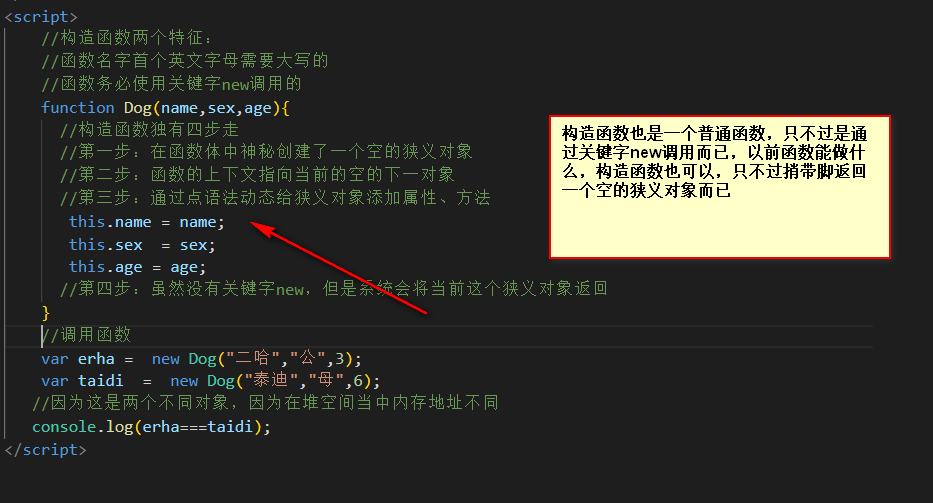 <script>
//构造函数两个特征：
//函数名字首个英文字母需要大写的
//函数务必使用关键字new调用的
function Dog(name,sex,age){
//构造函数独有四步走
//第一步：在函数体中神秘创建了一个空的狭义对象
//第二步：函数的上下文指向当前的空的下一对象
//第三步：通过点语法动态给狭义对象添加属性、方法
this.name = name;
this.sex  = sex;
this.age = age;
//第四步：虽然没有关键字new，但是系统会将当前这个狭义对象返回
}
//调用函数
var erha =  new Dog("二哈","公",3);
var taidi  =  new Dog("泰迪","母",6);
//因为这是两个不同对象，因为在堆空间当中内存地址不同
console.log(erha===taidi);
</script>
构造函数也是一个普通函数，只不过是通
过关键字new调用而已，以前函数能做什
么，构造函数也可以，只不过捎带脚返回
一个空的狭义对象而已